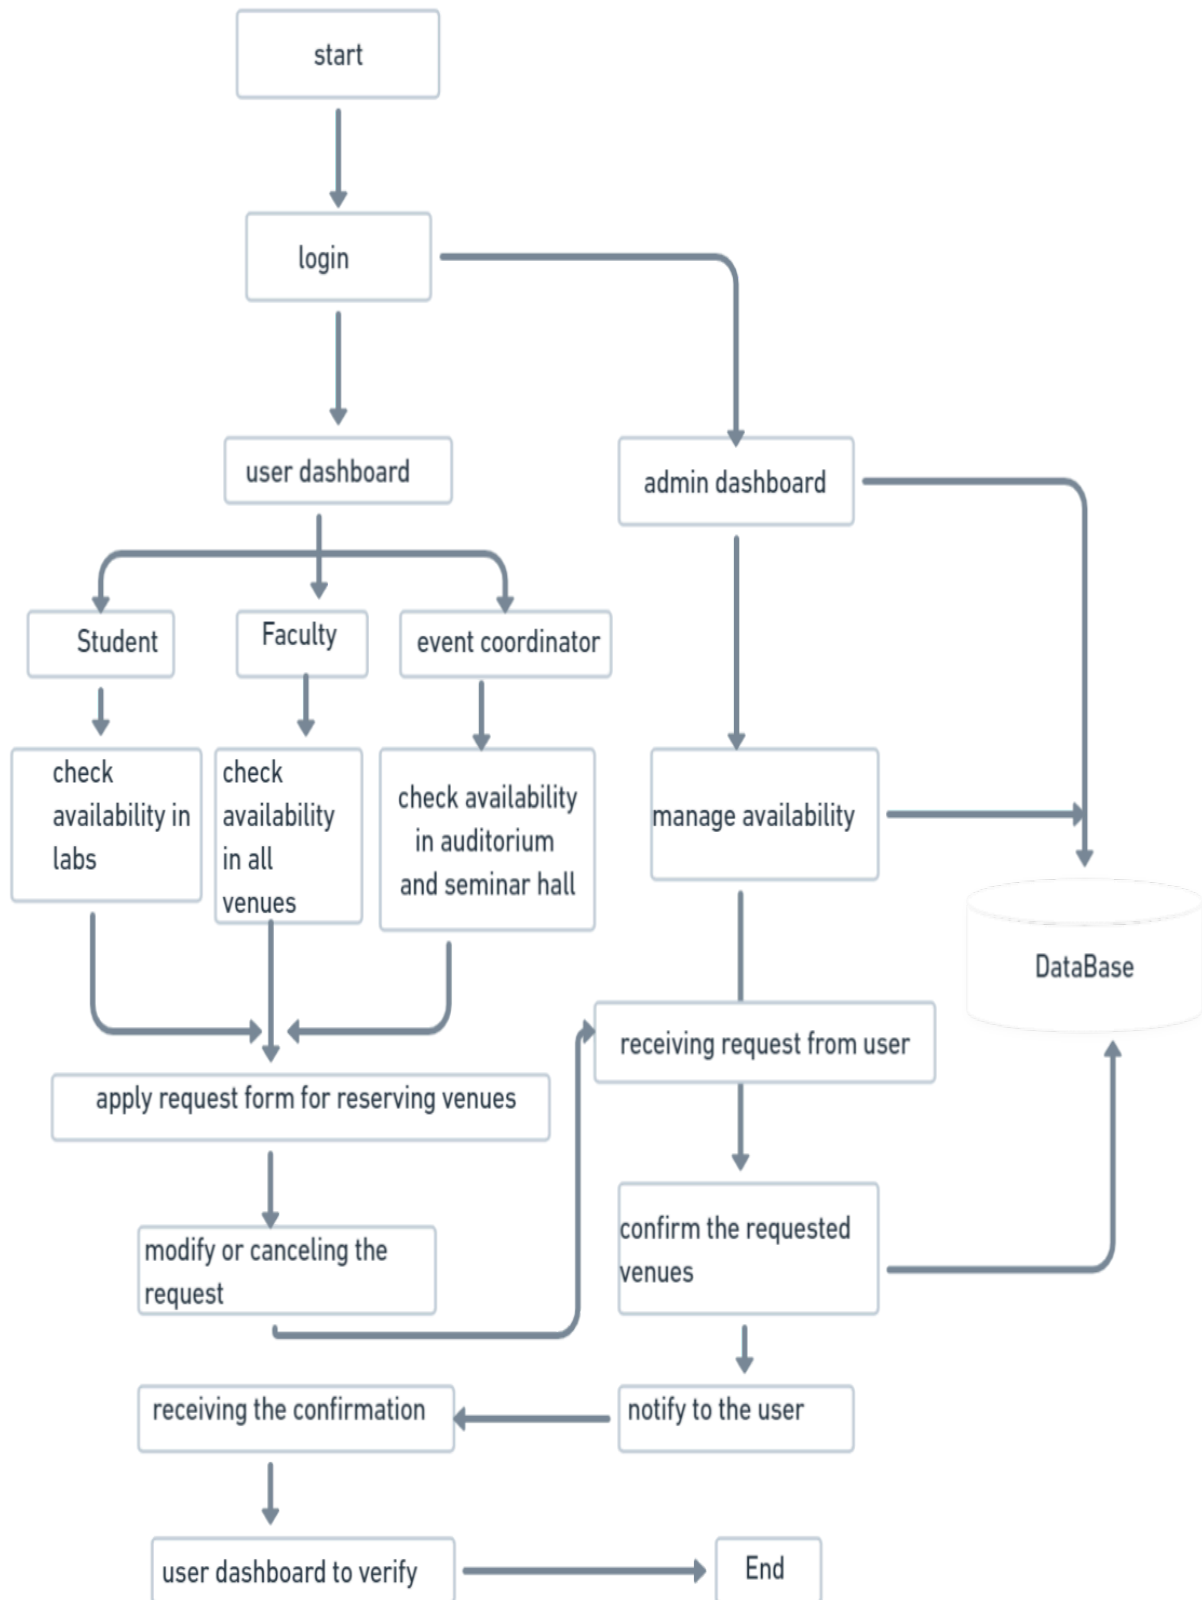 start
login
user dashboard
admin dashboard
Student
Faculty
event coordinator
check
availability in
labs
check
availability
in all
venues
check availability
in auditorium
and seminar hall
manage availability
DataBase
receiving request from user
apply request form for reserving venues
modify or canceling the
request
confirm the requested
venues
receiving the confirmation
notify to the user
user dashboard to verify
End